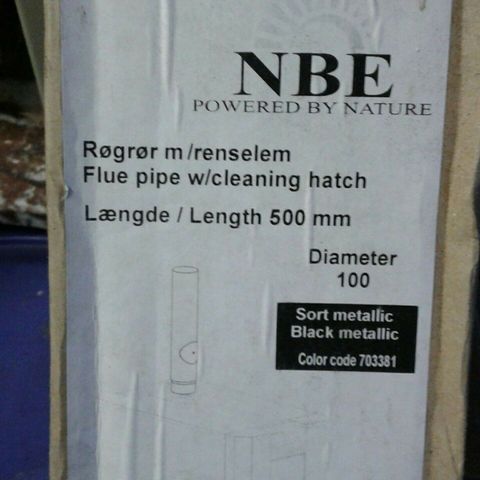 NBE
POWERED BY NATURE
Røgrør m/renselem
Flue pipe w/cleaning hatch
Længde / Length 500 mm
Diameter
100
Sort metallic
Black metallic
Color code 703381